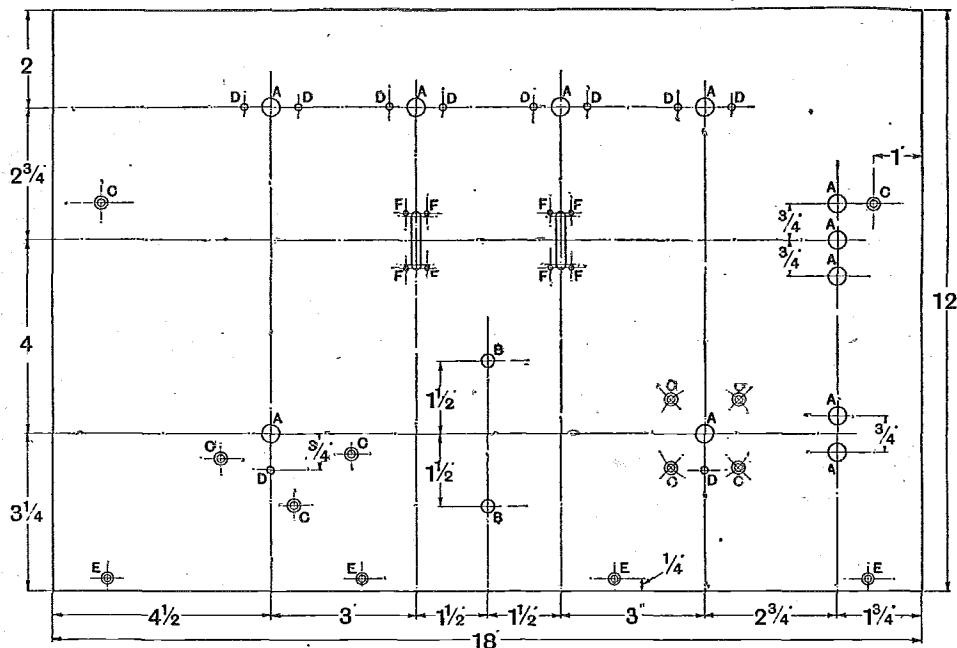 2
A A A A
D D D D D D D D
2¾
1"
C A C
F F F F
¾"
A
¾"
A
F F F F
12
4
B
1½"
C C
A
¾"
A A A
¾"
1½"
C C
D D C C
A
3¼
C B
E E E ¼" E
4½ 3" 1½" 1½" 3" 2¾" 1¾"
18"